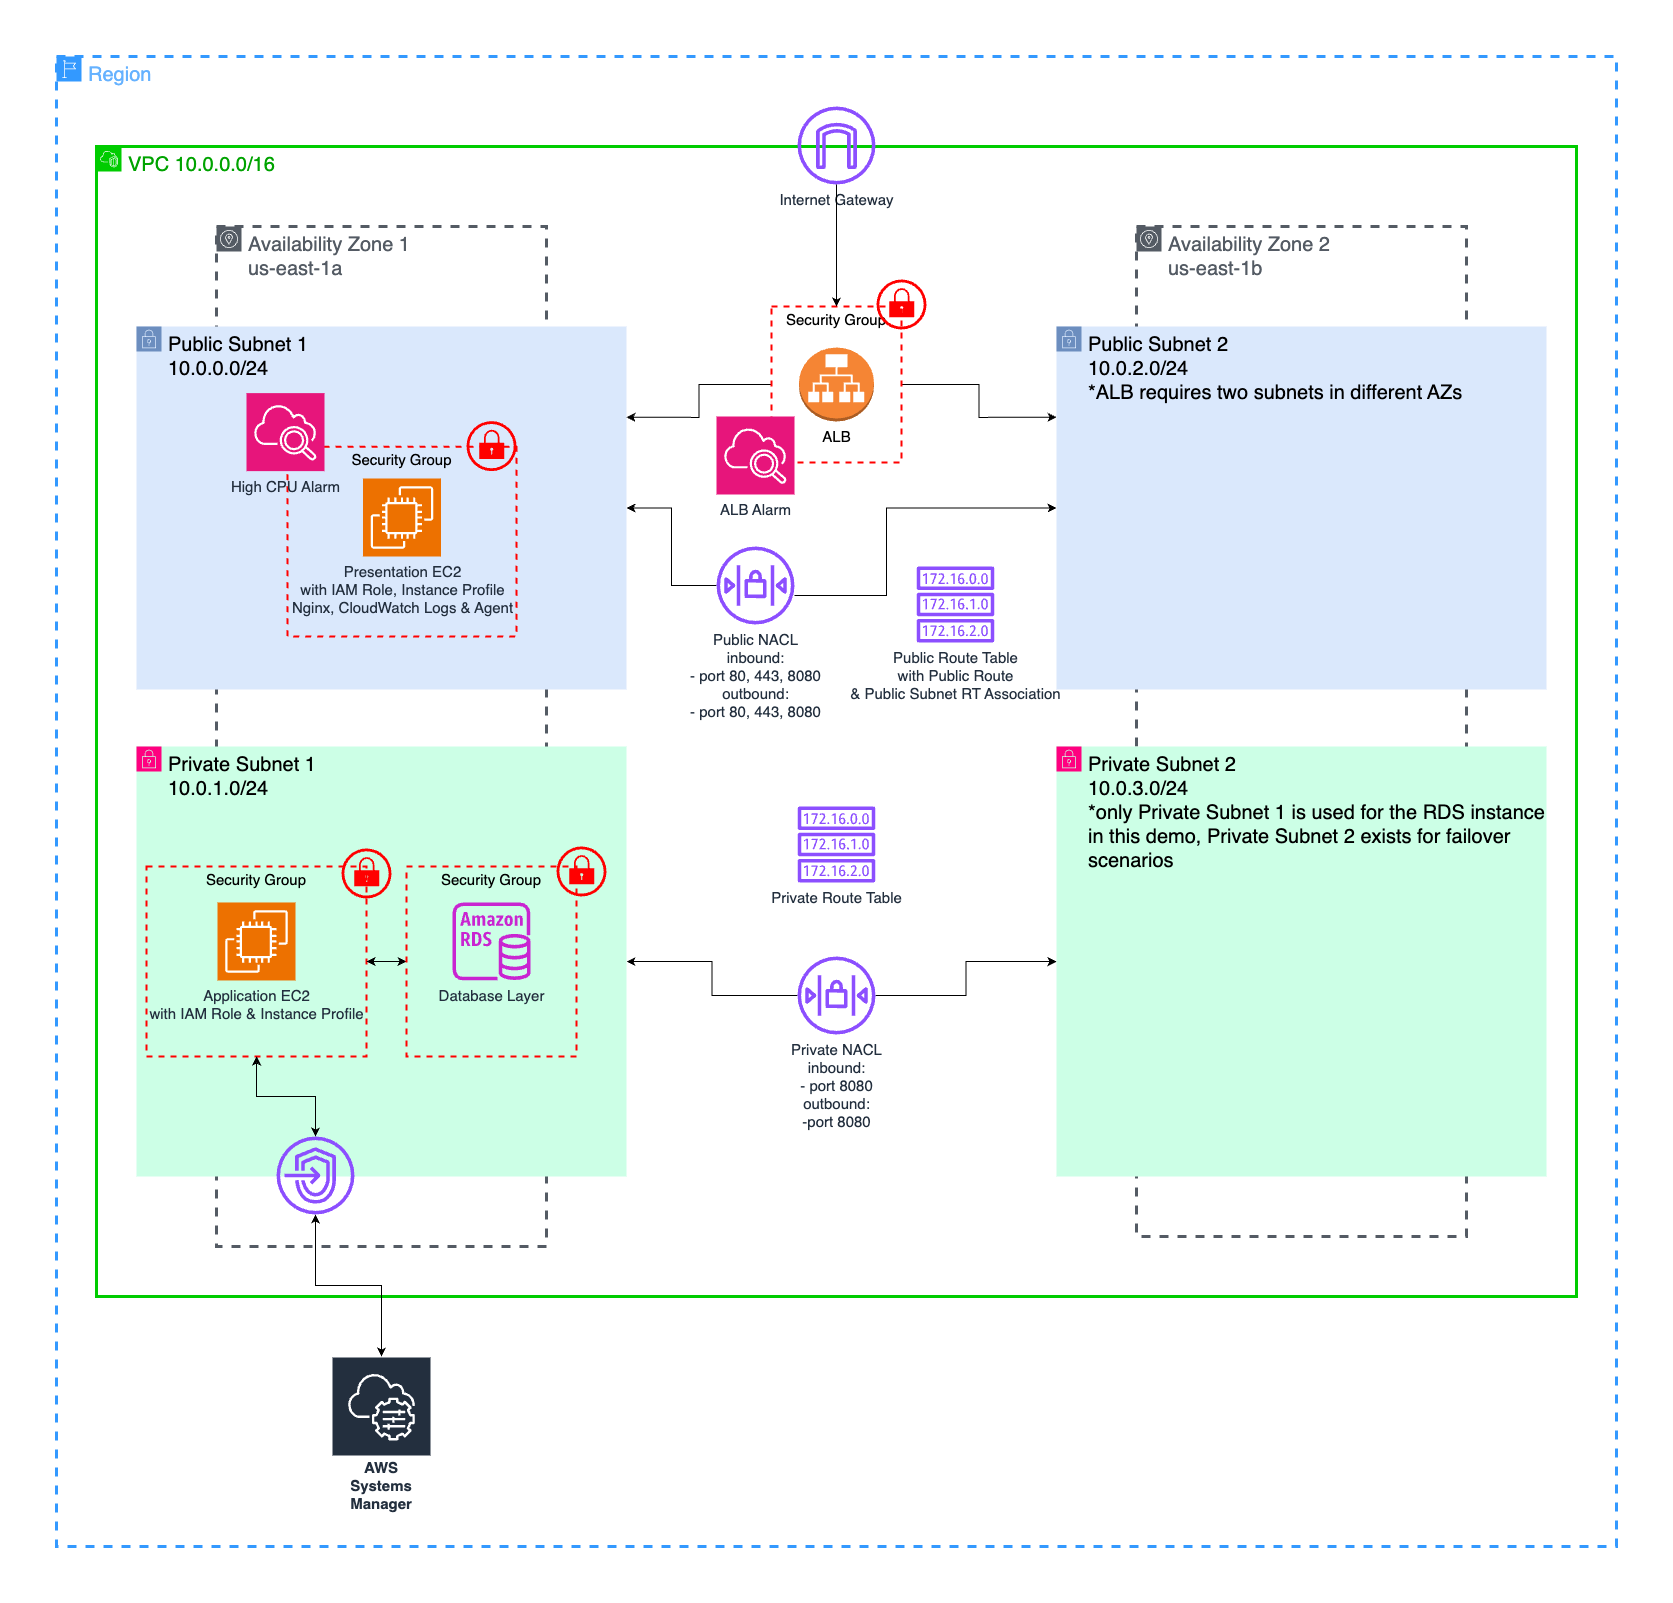 Region
VPC 10.0.0.0/16
Internet Gateway
Availability Zone 1
us-east-1a
Availability Zone 2
us-east-1b
Public Subnet 1
10.0.0.0/24
High CPU Alarm
Security Group
Presentation EC2
with IAM Role, Instance Profile
Nginx, CloudWatch Logs & Agent
Security Group
ALB
ALB Alarm
Public Subnet 2
10.0.2.0/24
*ALB requires two subnets in different AZs
Public NACL
inbound:
- port 80, 443, 8080
outbound:
- port 80, 443, 8080
172.16.0.0
172.16.1.0
172.16.2.0
Public Route Table
with Public Route
& Public Subnet RT Association
Private Subnet 1
10.0.1.0/24
Security Group
Application EC2
with IAM Role & Instance Profile
Security Group
Amazon
RDS
Database Layer
172.16.0.0
172.16.1.0
172.16.2.0
Private Route Table
Private NACL
inbound:
- port 8080
outbound:
-port 8080
Private Subnet 2
10.0.3.0/24
*only Private Subnet 1 is used for the RDS instance
in this demo, Private Subnet 2 exists for failover
scenarios
AWS
Systems
Manager